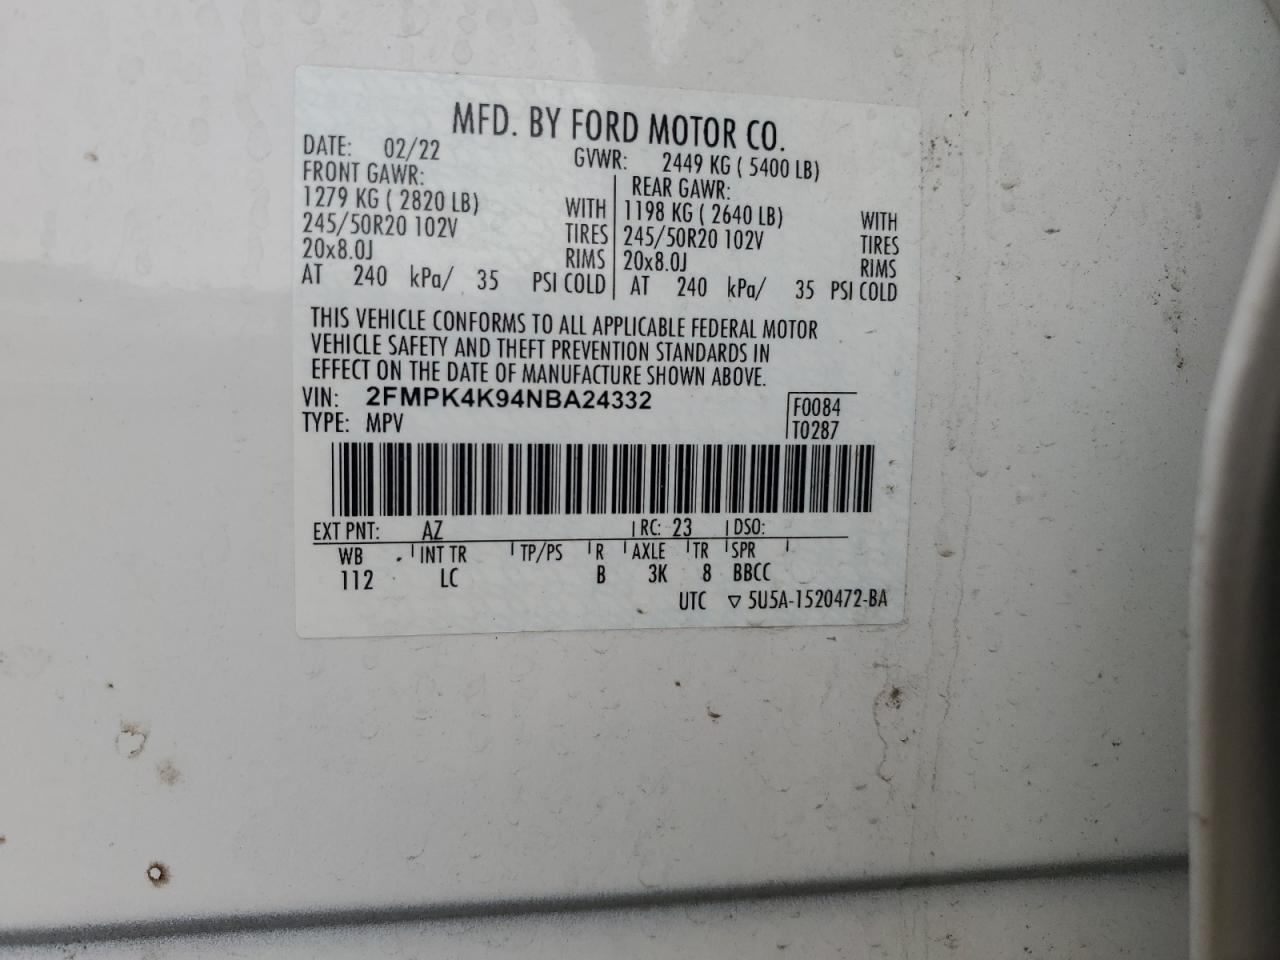 MFD. BY FORD MOTOR CO.
DATE: 02/22 GVWR: 2449 KG ( 5400 LB)
FRONT GAWR: REAR GAWR:
1279 KG ( 2820 LB) WITH 1198 KG ( 2640 LB) WITH
245/50R20 102V TIRES 245/50R20 102V TIRES
20x8.0J RIMS 20x8.0J RIMS
AT 240 kPa/ 35 PSI COLD AT 240 kPa/ 35 PSI COLD
THIS VEHICLE CONFORMS TO ALL APPLICABLE FEDERAL MOTOR
VEHICLE SAFETY AND THEFT PREVENTION STANDARDS IN
EFFECT ON THE DATE OF MANUFACTURE SHOWN ABOVE.
VIN: 2FMPK4K94NBA24332 F0084
TYPE: MPV T0287
EXT PNT: AZ RC: 23 DSO:
WB INT TR TP/PS R AXLE TR SPR
112 LC B 3K 8 BBCC
UTC ▽ 5U5A-1520472-BA